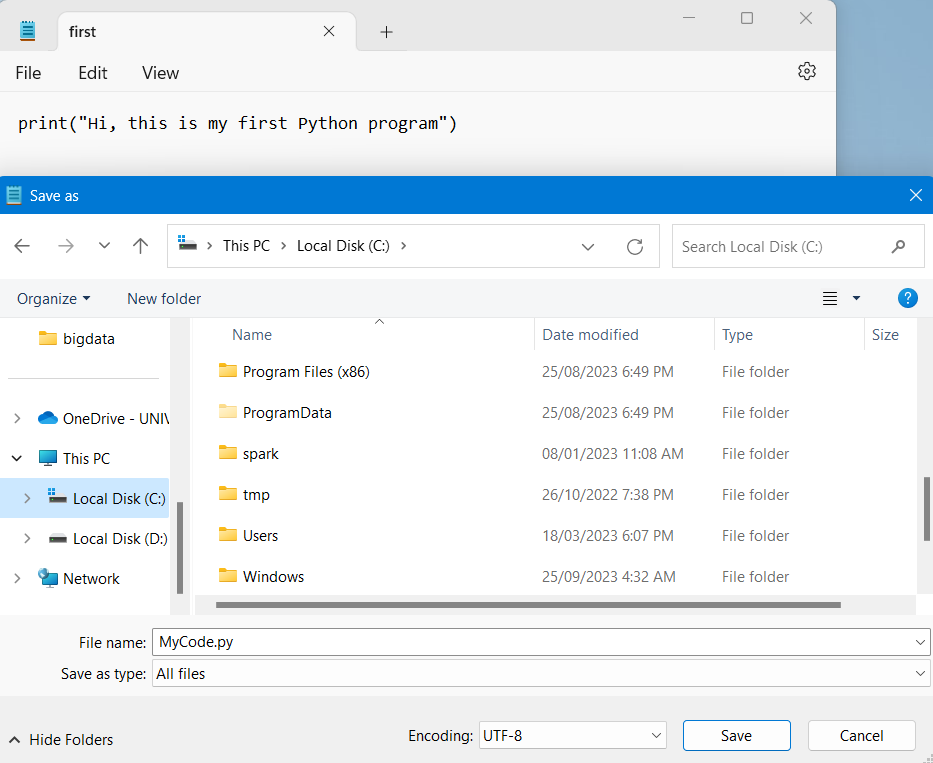 first
File Edit View
print("Hi, this is my first Python program")
Save as
This PC Local Disk (C:)
Search Local Disk (C:)
Organize New folder
?
bigdata
OneDrive - UNIV
This PC
Local Disk (C:)
Local Disk (D:)
Network
Name Date modified Type Size
Program Files (x86) 25/08/2023 6:49 PM File folder
ProgramData 25/08/2023 6:49 PM File folder
spark 08/01/2023 11:08 AM File folder
tmp 26/10/2022 7:38 PM File folder
Users 18/03/2023 6:07 PM File folder
Windows 25/09/2023 4:32 AM File folder
File name: MyCode.py
Save as type: All files
Hide Folders Encoding: UTF-8 Save Cancel